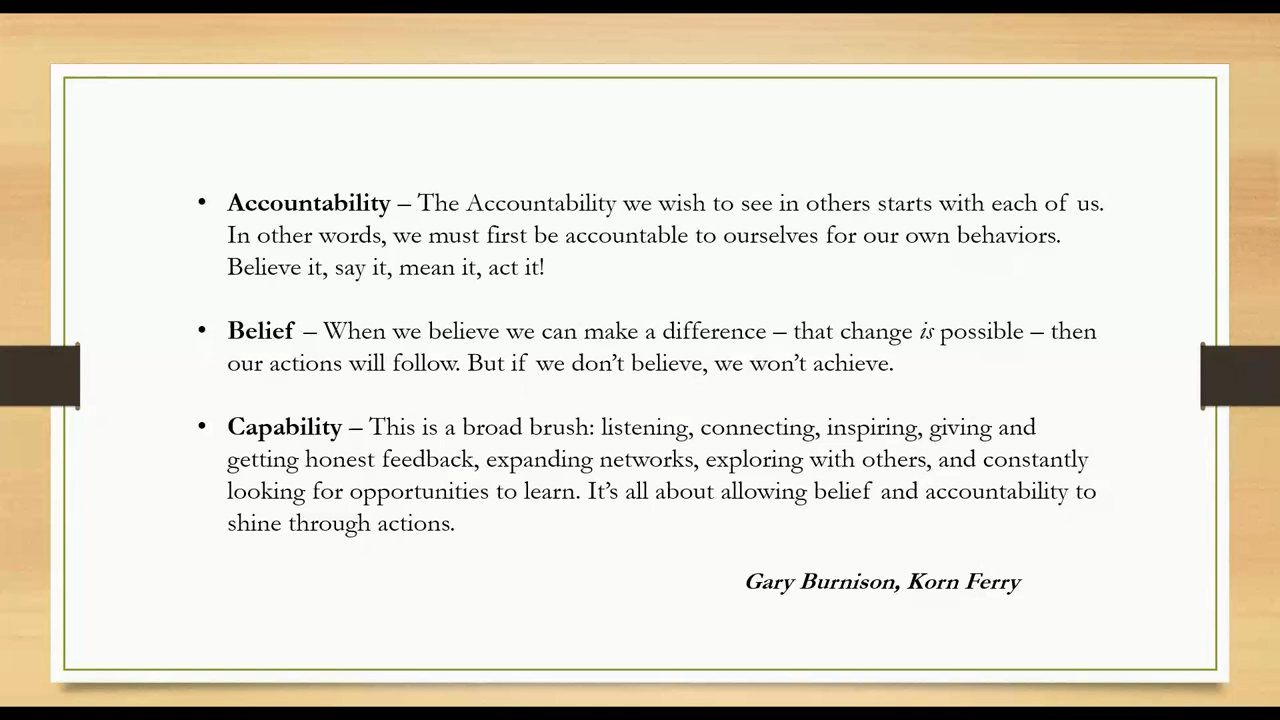 • Accountability – The Accountability we wish to see in others starts with each of us.
In other words, we must first be accountable to ourselves for our own behaviors.
Believe it, say it, mean it, act it!
• Belief – When we believe we can make a difference – that change is possible – then
our actions will follow. But if we don’t believe, we won’t achieve.
• Capability – This is a broad brush: listening, connecting, inspiring, giving and
getting honest feedback, expanding networks, exploring with others, and constantly
looking for opportunities to learn. It’s all about allowing belief and accountability to
shine through actions.
Gary Burnison, Korn Ferry